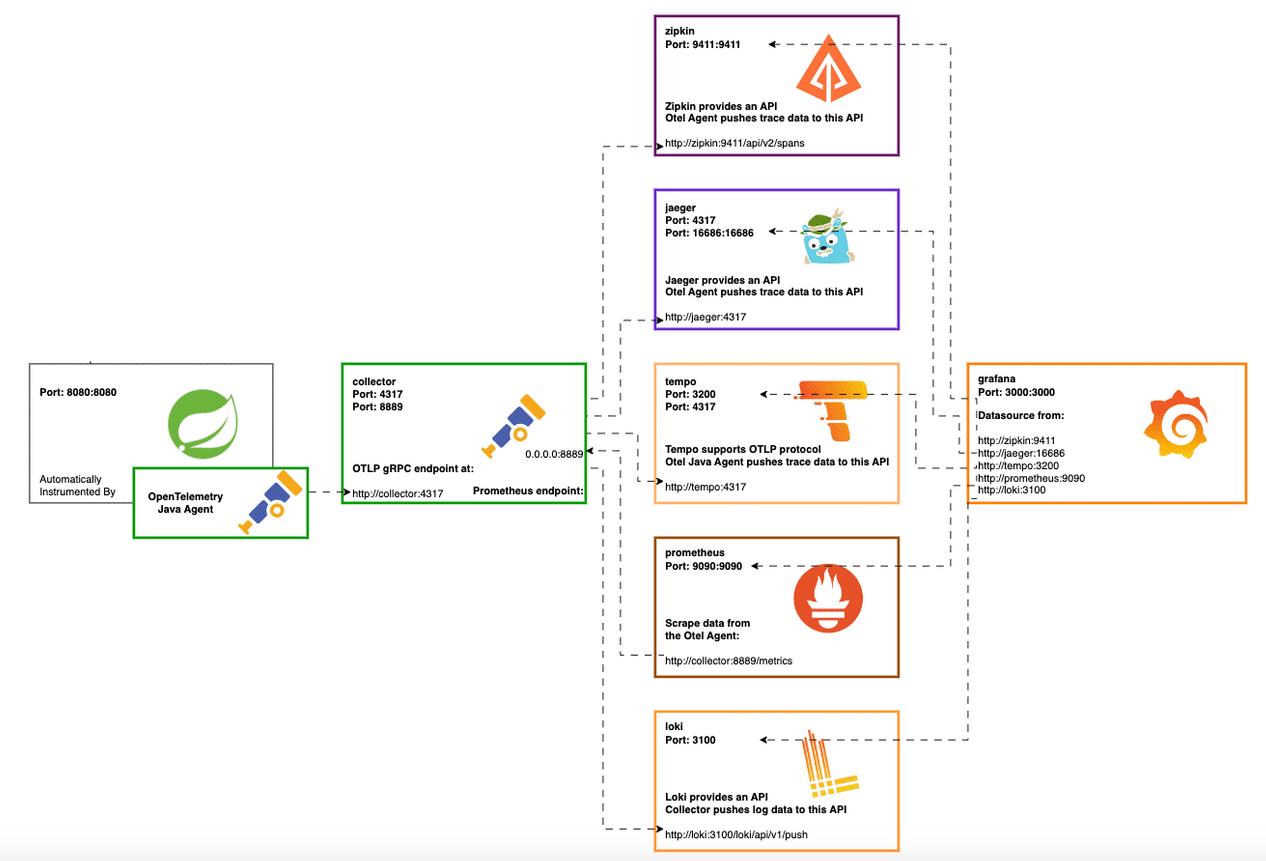 zipkin
Port: 9411:9411
Zipkin provides an API
Otel Agent pushes trace data to this API
http://zipkin:9411/api/v2/spans
jaeger
Port: 4317
Port: 16686:16686
Jaeger provides an API
Otel Agent pushes trace data to this API
http://jaeger:4317
Port: 8080:8080
Automatically
Instrumented By
OpenTelemetry
Java Agent
collector
Port: 4317
Port: 8889
0.0.0.0:8889
OTLP gRPC endpoint at:
http://collector:4317
Prometheus endpoint:
tempo
Port: 3200
Port: 4317
Tempo supports OTLP protocol
Otel Java Agent pushes trace data to this API
http://tempo:4317
grafana
Port: 3000:3000
Datasource from:
http://zipkin:9411
http://jaeger:16686
http://tempo:3200
http://prometheus:9090
http://loki:3100
prometheus
Port: 9090:9090
Scrape data from
the Otel Agent:
http://collector:8889/metrics
loki
Port: 3100
Loki provides an API
Collector pushes log data to this API
http://loki:3100/loki/api/v1/push